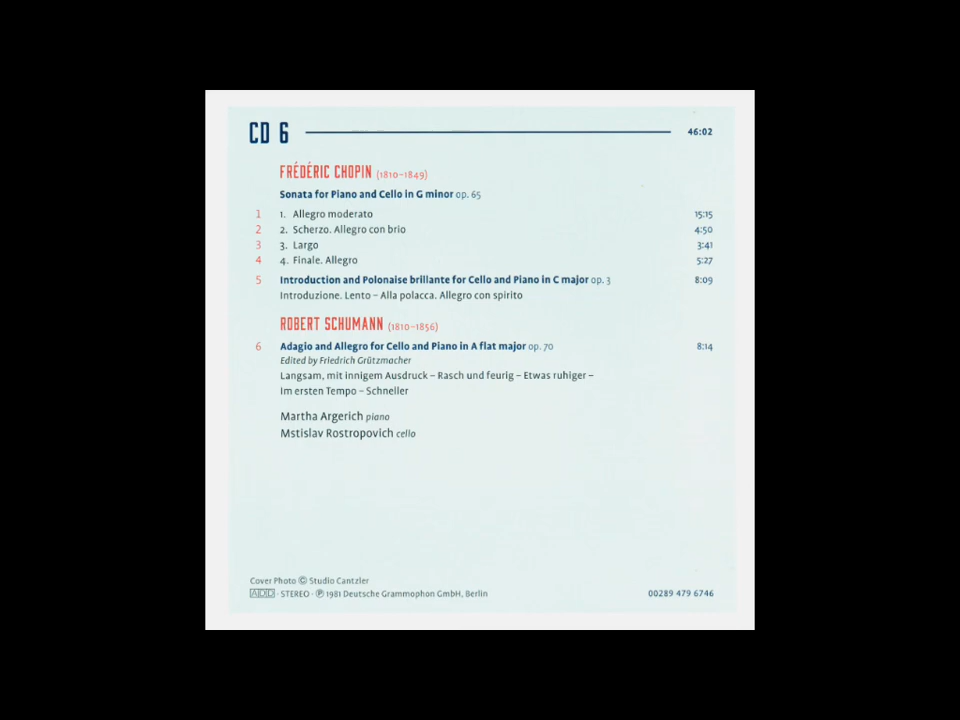 CD 6 46:02
FRÉDÉRIC CHOPIN (1810–1849)
Sonata for Piano and Cello in G minor op. 65
1 1. Allegro moderato 15:15
2 2. Scherzo. Allegro con brio 4:50
3 3. Largo 3:41
4 4. Finale. Allegro 5:27
5 Introduction and Polonaise brillante for Cello and Piano in C major op. 3 8:09
Introduzione. Lento – Alla polacca. Allegro con spirito
ROBERT SCHUMANN (1810–1856)
6 Adagio and Allegro for Cello and Piano in A flat major op. 70 8:14
Edited by Friedrich Grützmacher
Langsam, mit innigem Ausdruck – Rasch und feurig – Etwas ruhiger –
Im ersten Tempo – Schneller
Martha Argerich piano
Mstislav Rostropovich cello
Cover Photo © Studio Cantzler
ADD · STEREO · ℗ 1981 Deutsche Grammophon GmbH, Berlin 00289 479 6746